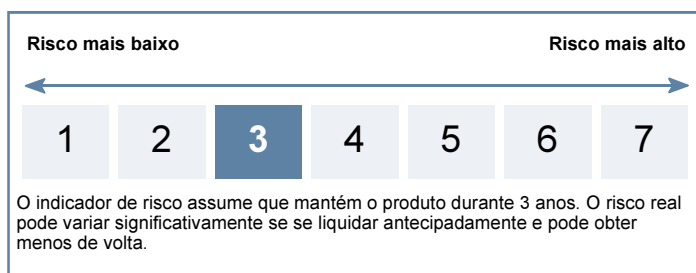 Risco mais baixo Risco mais alto
1 2 3 4 5 6 7
O indicador de risco assume que mantém o produto durante 3 anos. O risco real
pode variar significativamente se se liquidar antecipadamente e pode obter
menos de volta.